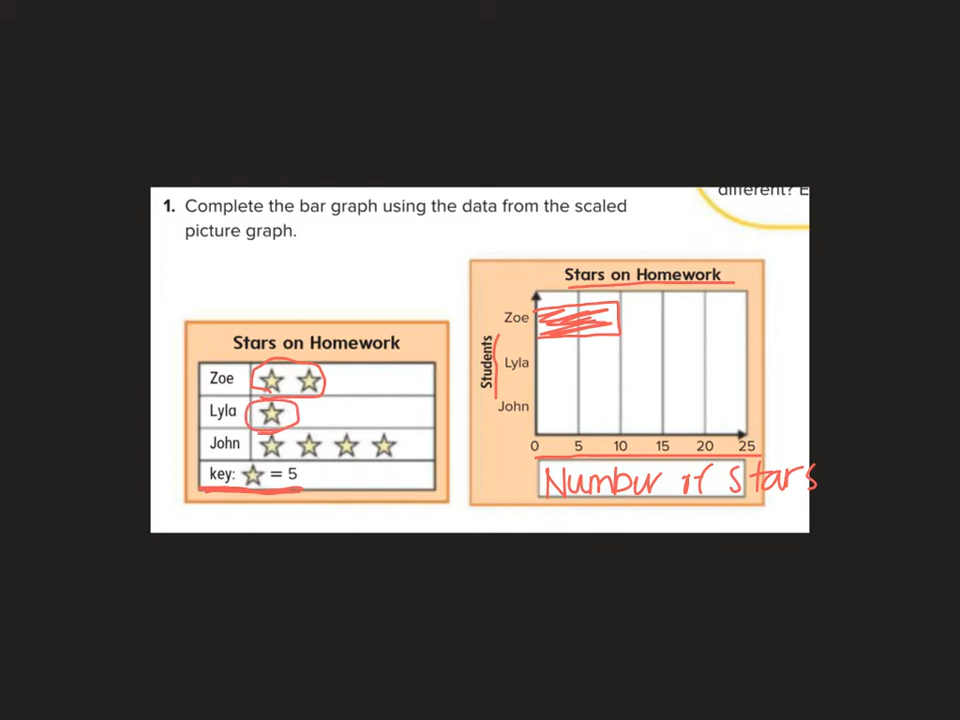 different? E
1. Complete the bar graph using the data from the scaled
picture graph.
Stars on Homework
Zoe
Lyla
John
key: = 5
Stars on Homework
Students
Zoe
Lyla
John
0 5 10 15 20 25
Number of Stars